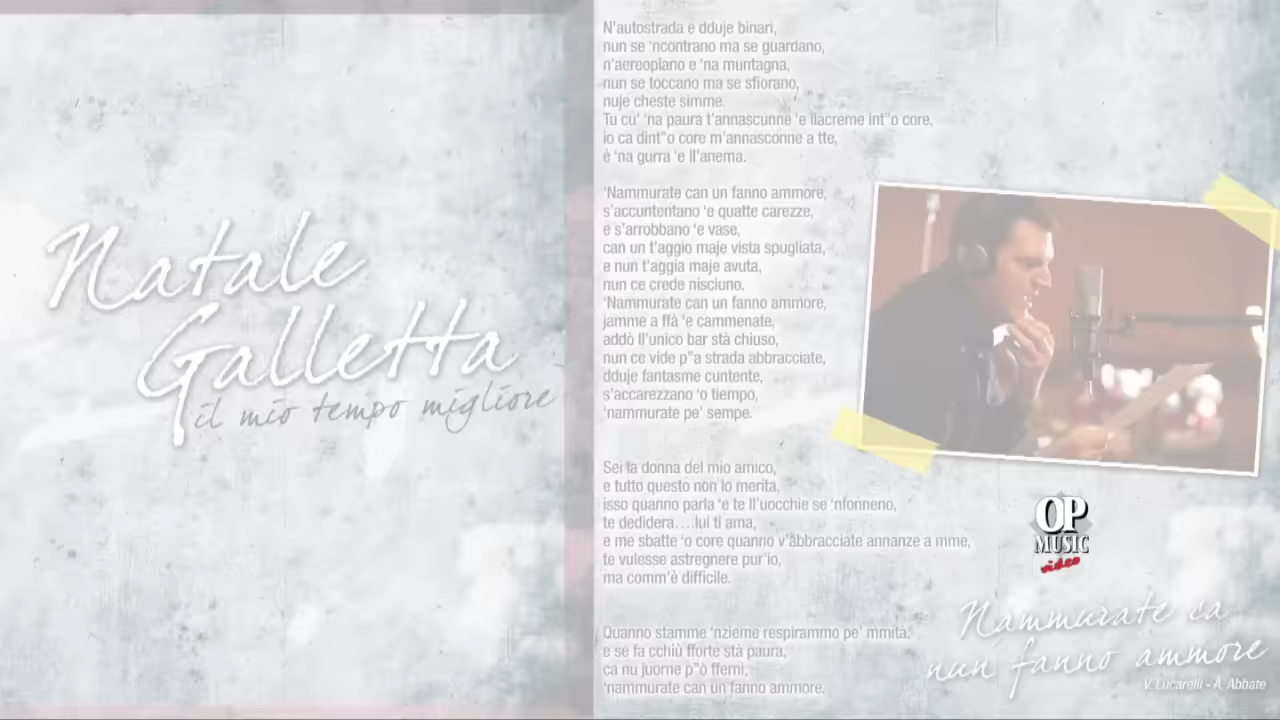 Natale
Galletta
il mio tempo migliore
N'autostrada e dduje binari,
nun se 'ncontrano ma se guardano,
n'aereoplano e 'na muntagna,
nun se toccano ma se sfiorano,
nuje cheste simme.
Tu cu' 'na paura t'annascunne 'e llacreme int''o core,
io ca dint''o core m'annasconne a tte,
è 'na gurra 'e ll'anema.
'Nammurate can un fanno ammore,
s'accuntentano 'e quatte carezze,
e s'arrobbano 'e vase,
can un t'aggio maje vista spugliata,
e nun t'aggia maje avuta,
nun ce crede nisciuno.
'Nammurate can un fanno ammore,
jamme a ffà 'e cammenate,
addò ll'unico bar stà chiuso,
nun ce vide p''a strada abbracciate,
dduje fantasme cuntente,
s'accarezzano 'o tiempo,
'nammurate pe' sempe.
Sei la donna del mio amico,
e tutto questo non lo merita,
isso quanno parla 'e te ll'uocchie se 'nfonneno,
te dedidera....lui ti ama,
e me sbatte 'o core quanno v'abbracciate annanze a mme,
te vulesse astregnere pur'io,
ma comm'è difficile.
Quanno stamme 'nzieme respirammo pe' mmità,
e se fa cchiù fforte stà paura,
ca nu juorne p''ò fferni,
'nammurate can un fanno ammore.
OP
MUSIC
video
Nammurate ca
nun fanno ammore
V. Lucarelli - A. Abbate